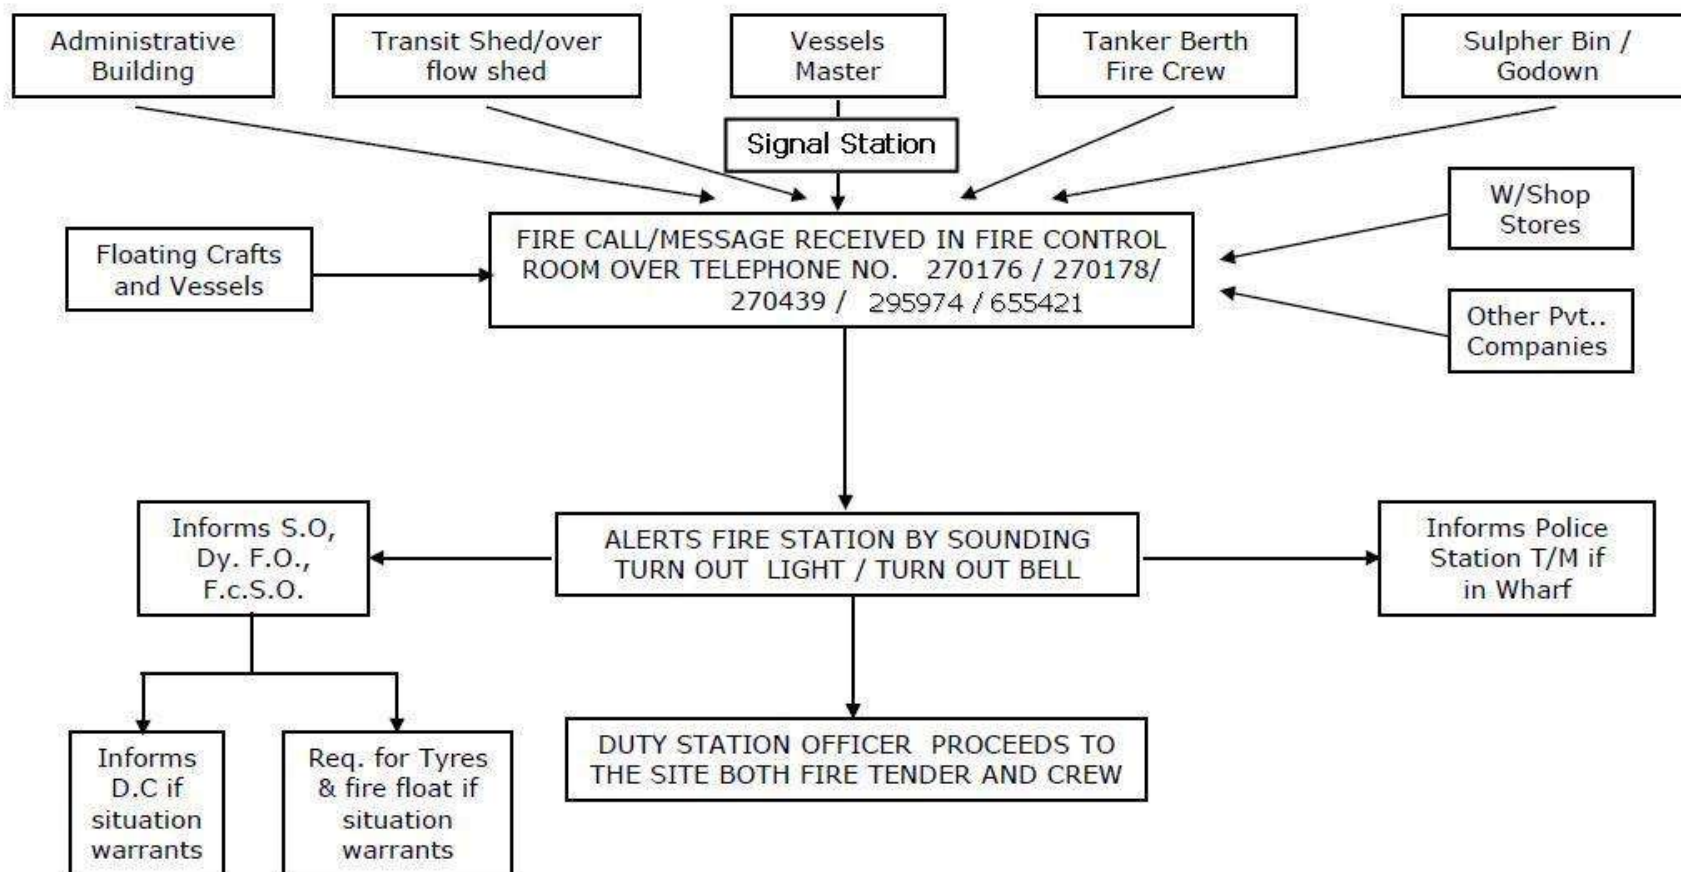 Administrative
Building
Transit Shed/over
flow shed
Vessels
Master
Tanker Berth
Fire Crew
Sulpher Bin /
Godown
Signal Station
W/Shop
Stores
Floating Crafts
and Vessels
FIRE CALL/MESSAGE RECEIVED IN FIRE CONTROL
ROOM OVER TELEPHONE NO. 270176 / 270178/
270439 / 295974 / 655421
Other Pvt..
Companies
Informs S.O,
Dy. F.O.,
F.c.S.O.
ALERTS FIRE STATION BY SOUNDING
TURN OUT LIGHT / TURN OUT BELL
Informs Police
Station T/M if
in Wharf
Informs
D.C if
situation
warrants
Req. for Tyres
& fire float if
situation
warrants
DUTY STATION OFFICER PROCEEDS TO
THE SITE BOTH FIRE TENDER AND CREW